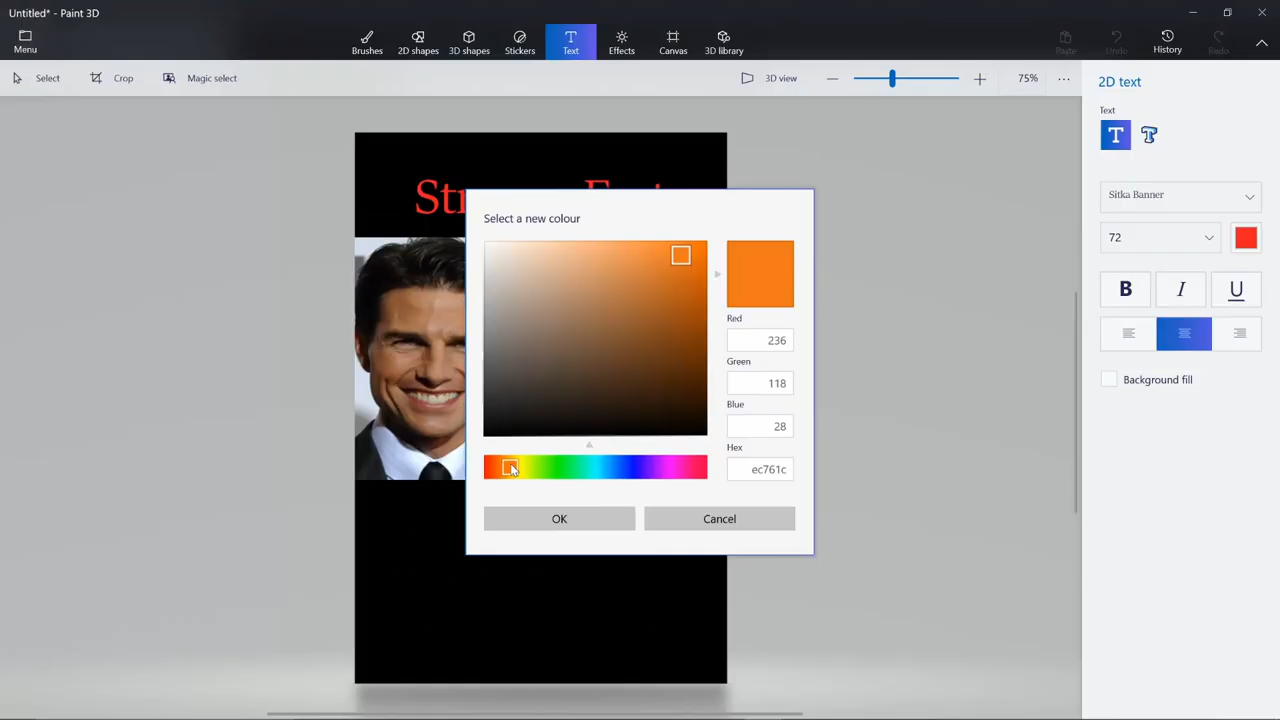 Untitled* - Paint 3D
Menu
Brushes
2D shapes
3D shapes
Stickers
Text
Effects
Canvas
3D library
Paste
Undo
History
Redo
Select
Crop
Magic select
3D view
75%
2D text
Text
T
Sitka Banner
72
B I U
Background fill
Select a new colour
Red
236
Green
118
Blue
28
Hex
ec761c
OK
Cancel